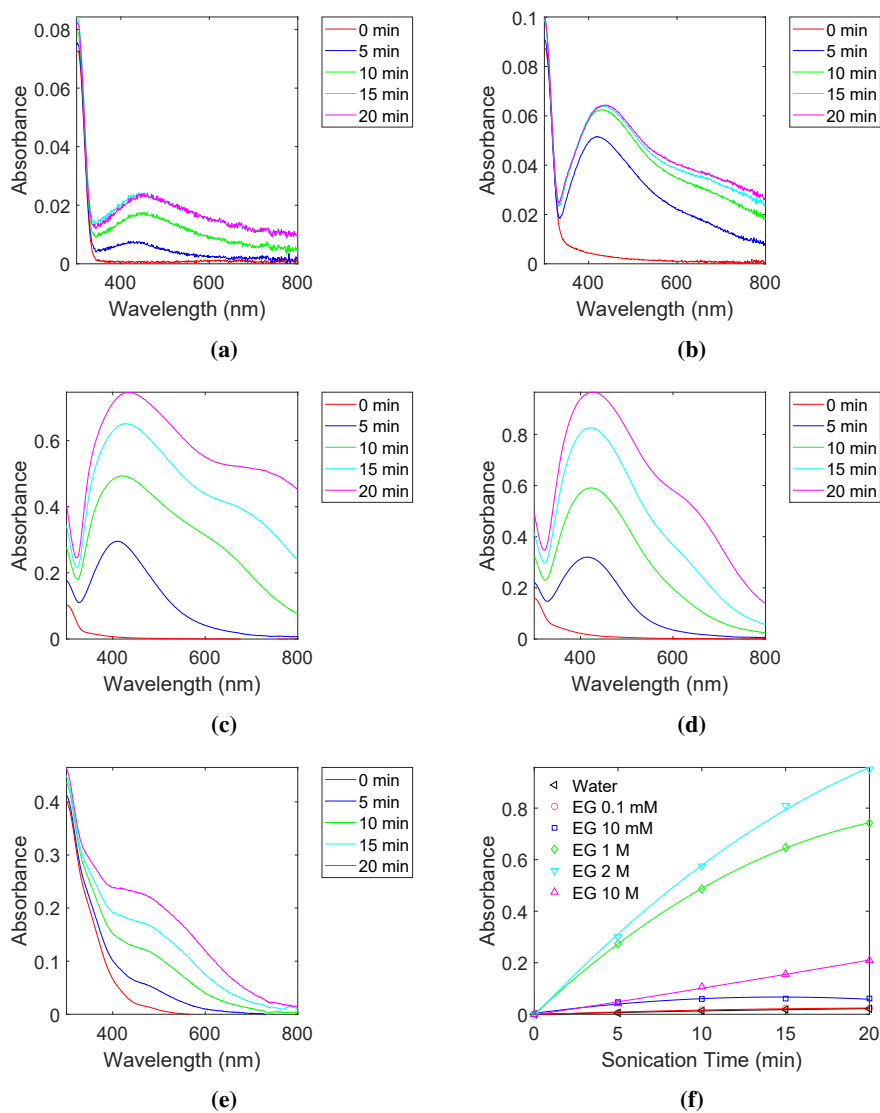 0.08
0.06
0.04
0.02
0
400 600 800
Absorbance
Wavelength (nm)
0 min
5 min
10 min
15 min
20 min
(a)
0.1
0.08
0.06
0.04
0.02
0
400 600 800
Absorbance
Wavelength (nm)
0 min
5 min
10 min
15 min
20 min
(b)
0.6
0.4
0.2
0
400 600 800
Absorbance
Wavelength (nm)
0 min
5 min
10 min
15 min
20 min
(c)
0.8
0.6
0.4
0.2
0
400 600 800
Absorbance
Wavelength (nm)
0 min
5 min
10 min
15 min
20 min
(d)
0.4
0.3
0.2
0.1
0
400 600 800
Absorbance
Wavelength (nm)
0 min
5 min
10 min
15 min
20 min
(e)
0.8
0.6
0.4
0.2
0
0 5 10 15 20
Absorbance
Sonication Time (min)
Water
EG 0.1 mM
EG 10 mM
EG 1 M
EG 2 M
EG 10 M
(f)